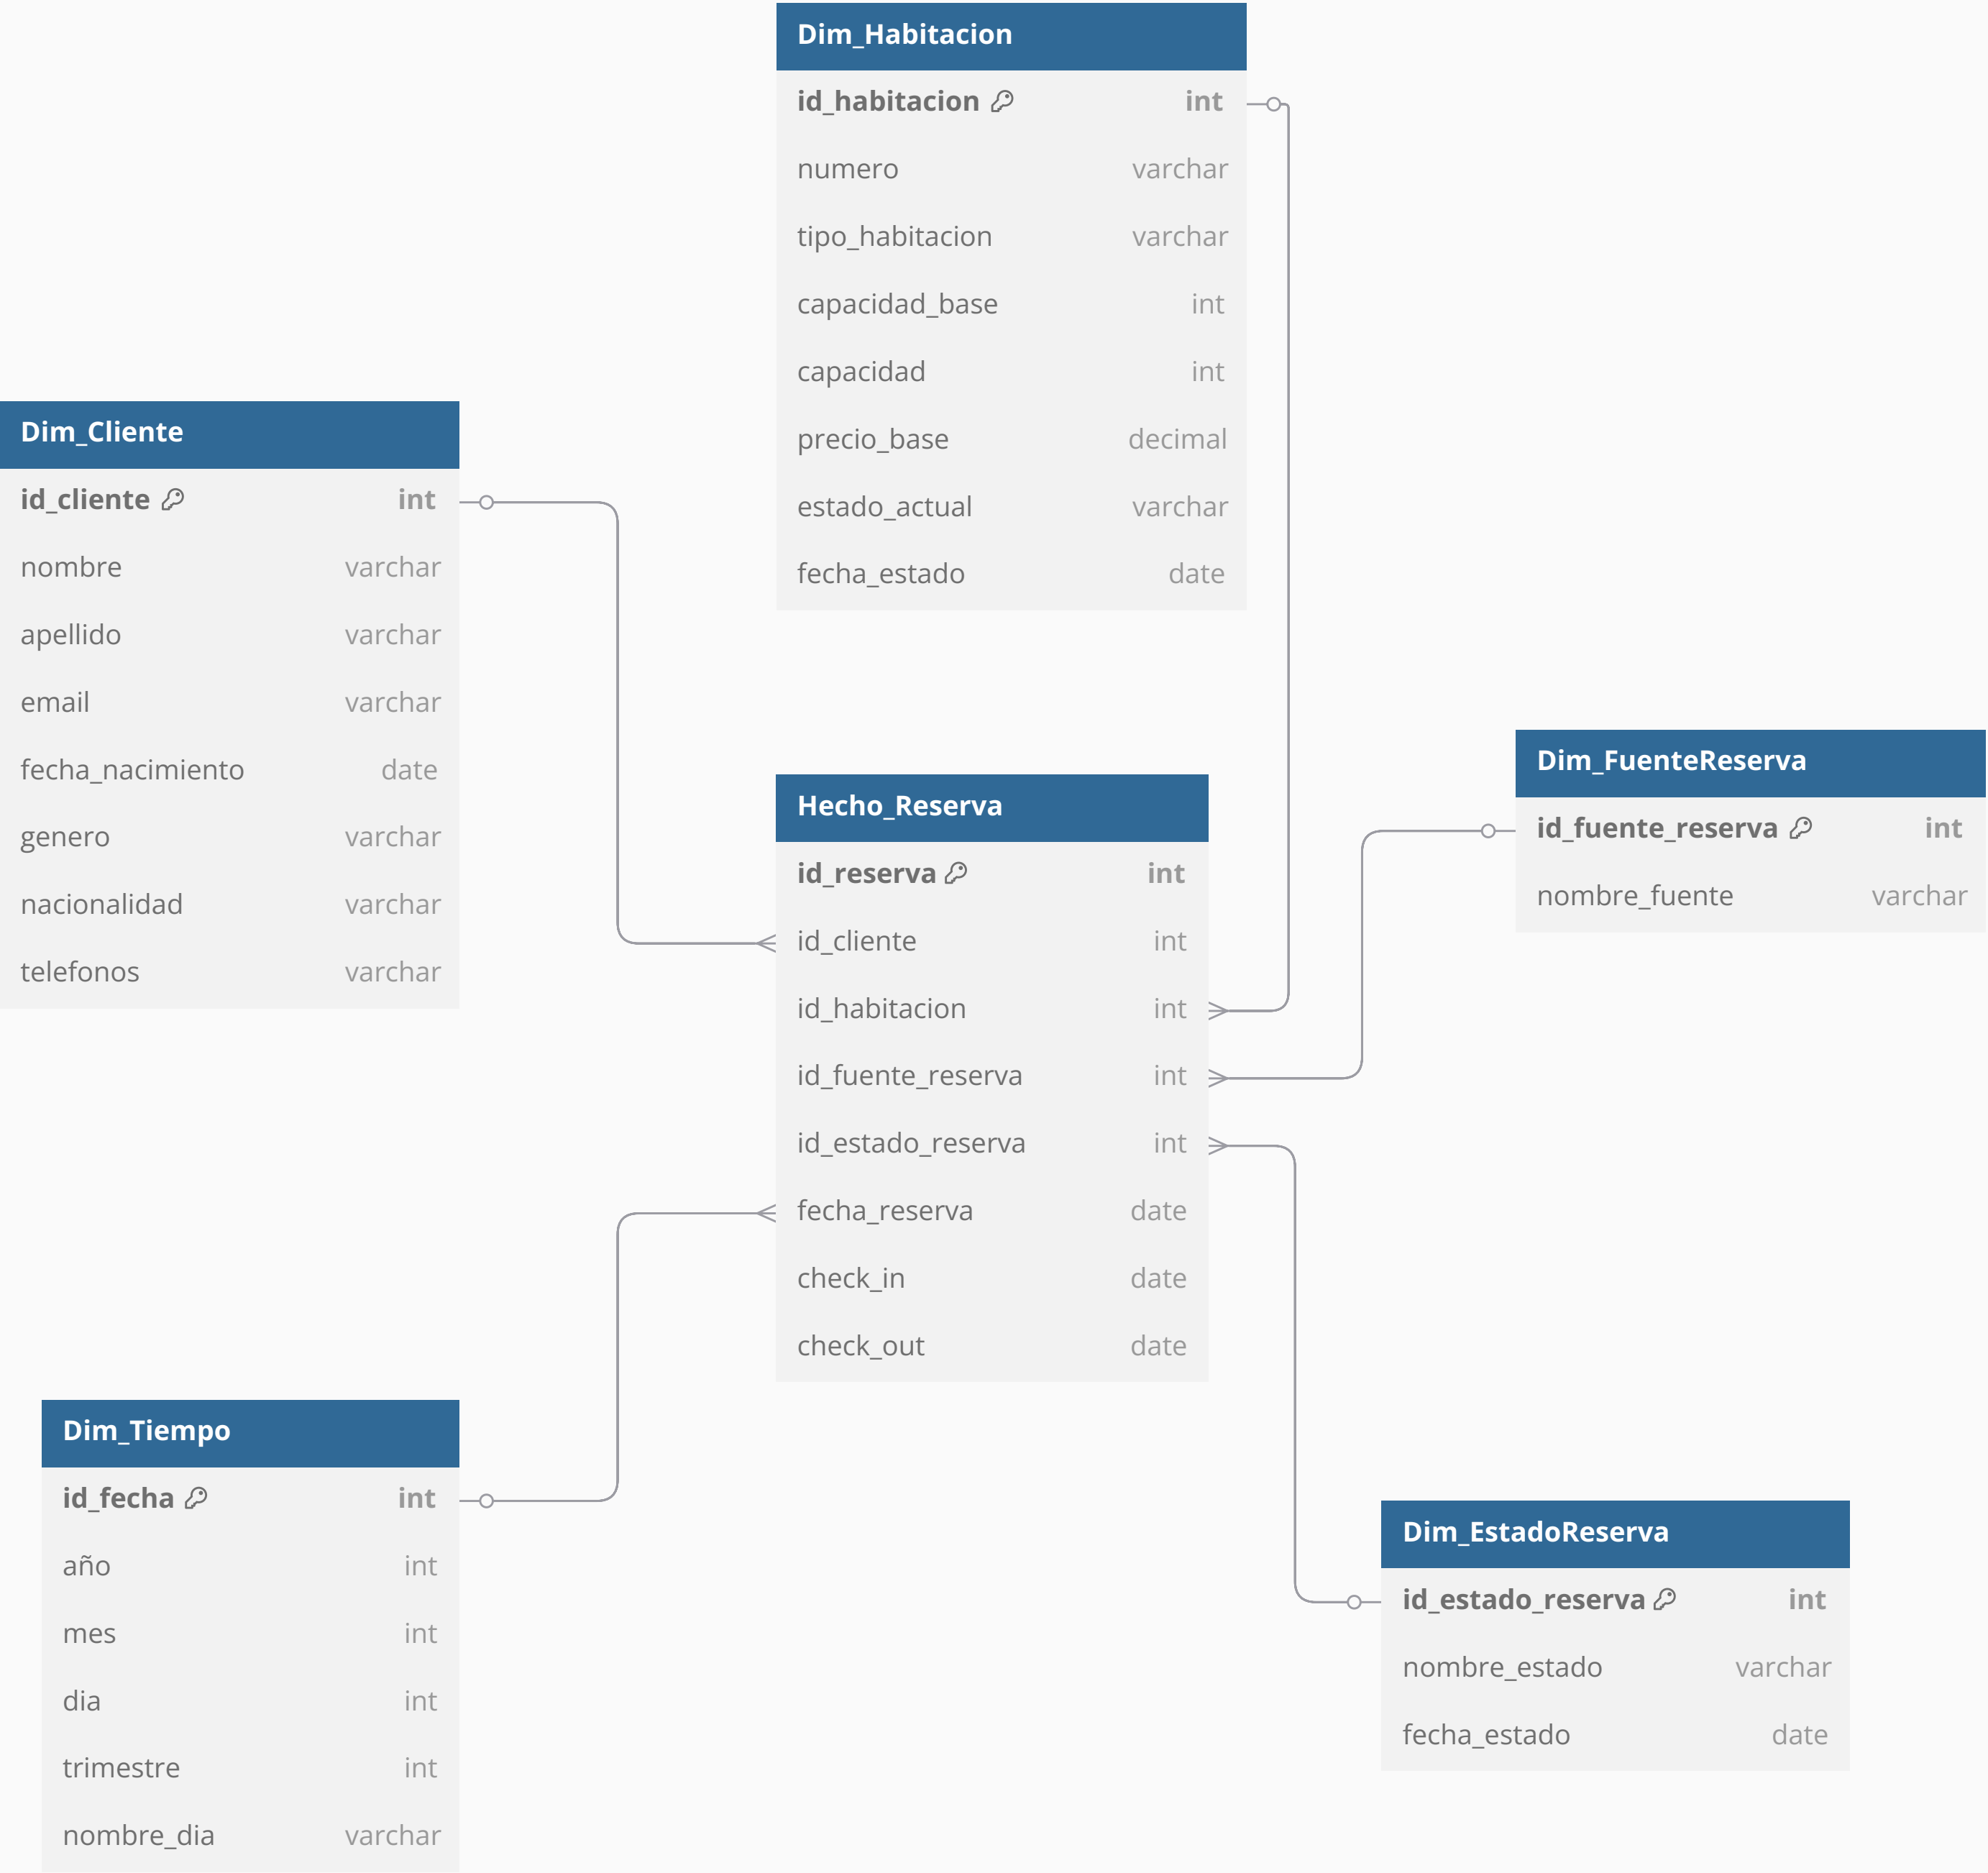 Dim_Habitacion
id_habitacion int
numero varchar
tipo_habitacion varchar
capacidad_base int
capacidad int
precio_base decimal
estado_actual varchar
fecha_estado date
Dim_Cliente
id_cliente int
nombre varchar
apellido varchar
email varchar
fecha_nacimiento date
genero varchar
nacionalidad varchar
telefonos varchar
Dim_FuenteReserva
id_fuente_reserva int
nombre_fuente varchar
Hecho_Reserva
id_reserva int
id_cliente int
id_habitacion int
id_fuente_reserva int
id_estado_reserva int
fecha_reserva date
check_in date
check_out date
Dim_Tiempo
id_fecha int
año int
mes int
dia int
trimestre int
nombre_dia varchar
Dim_EstadoReserva
id_estado_reserva int
nombre_estado varchar
fecha_estado date